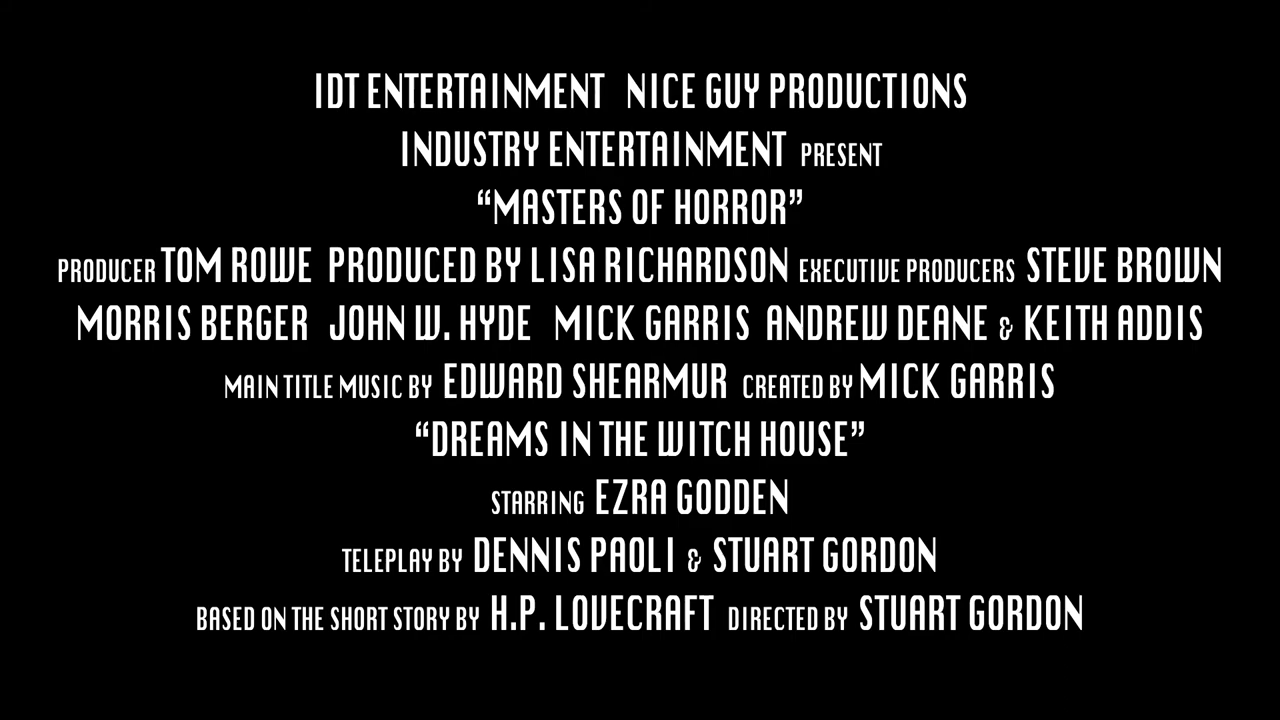 IDT ENTERTAINMENT NICE GUY PRODUCTIONS
INDUSTRY ENTERTAINMENT PRESENT
“MASTERS OF HORROR”
PRODUCER TOM ROWE PRODUCED BY LISA RICHARDSON EXECUTIVE PRODUCERS STEVE BROWN
MORRIS BERGER JOHN W. HYDE MICK GARRIS ANDREW DEANE & KEITH ADDIS
MAIN TITLE MUSIC BY EDWARD SHEARMUR CREATED BY MICK GARRIS
“DREAMS IN THE WITCH HOUSE”
STARRING EZRA GODDEN
TELEPLAY BY DENNIS PAOLI & STUART GORDON
BASED ON THE SHORT STORY BY H.P. LOVECRAFT DIRECTED BY STUART GORDON